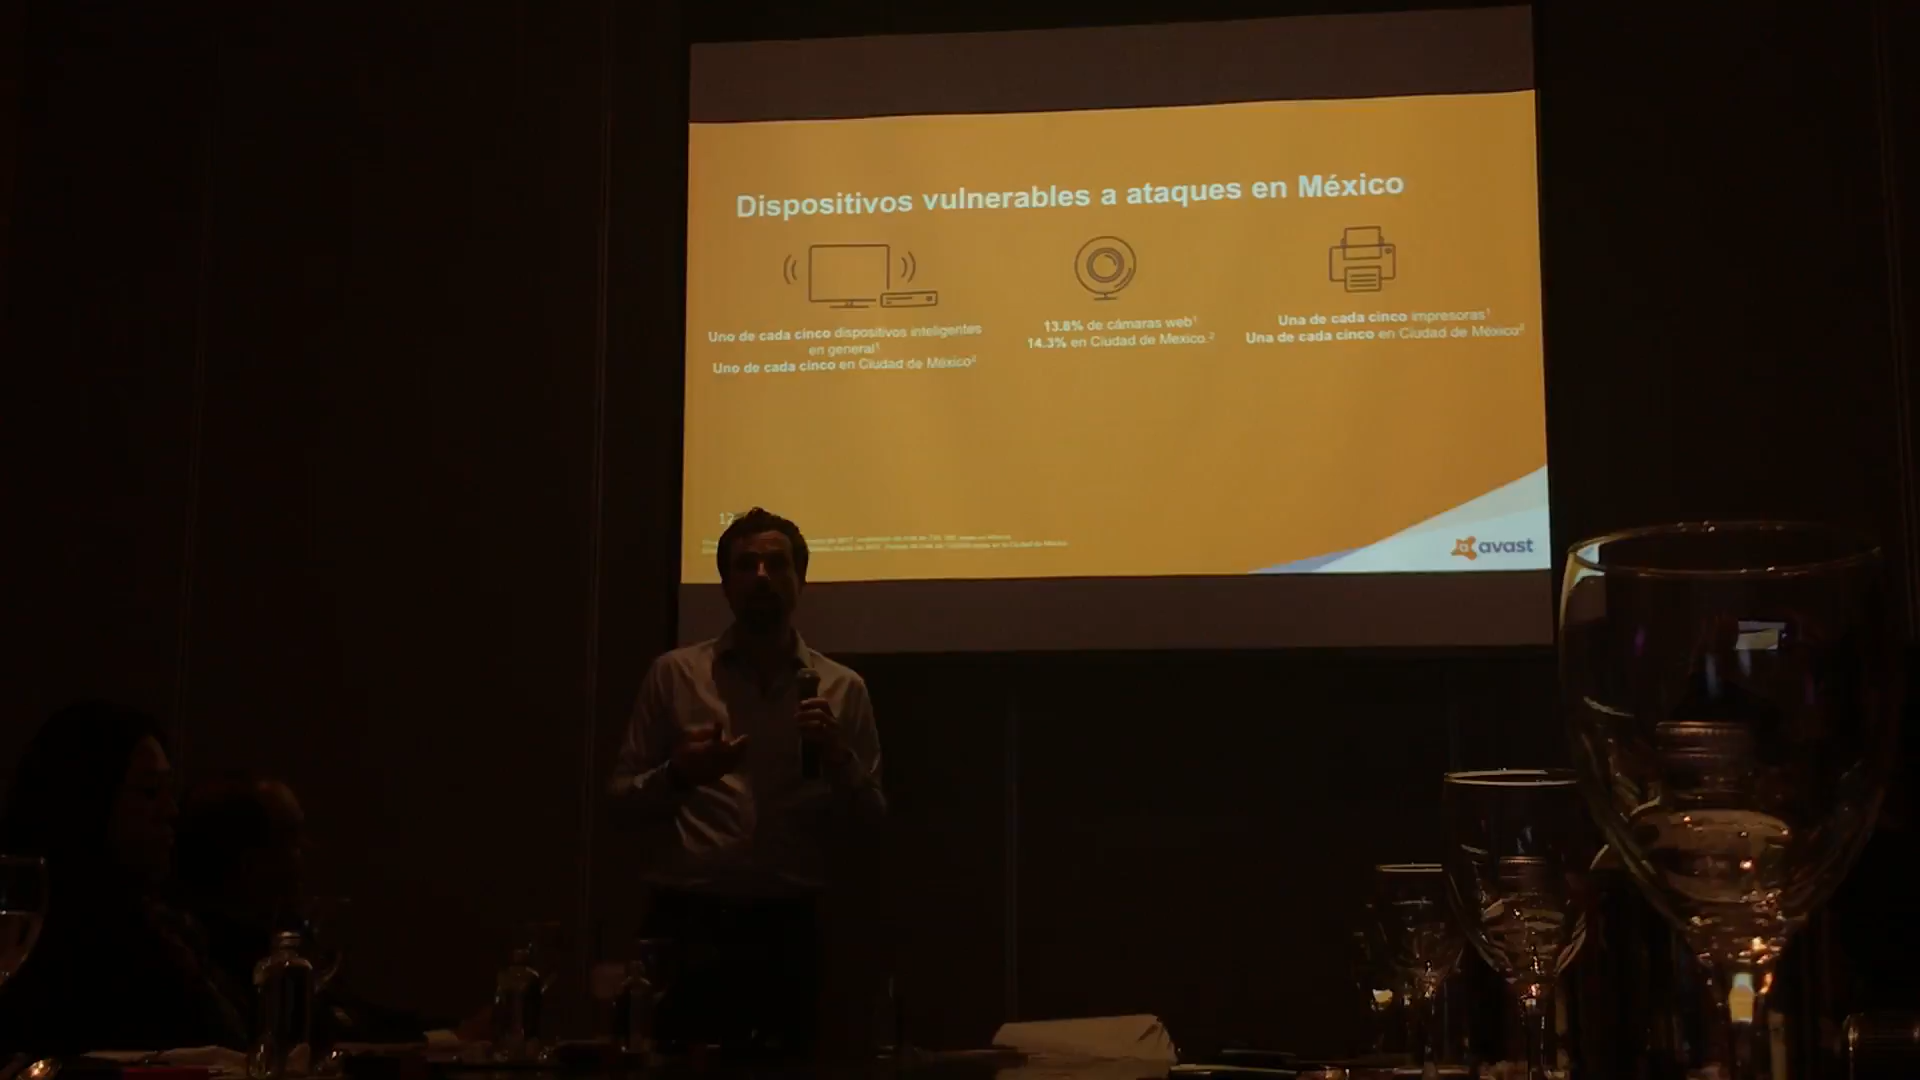 Dispositivos vulnerables a ataques en México
Uno de cada cinco dispositivos inteligentes
en general¹
Uno de cada cinco en Ciudad de México²
13.8% de cámaras web¹
14.3% en Ciudad de Mexico.²
Una de cada cinco impresoras¹
Una de cada cinco en Ciudad de México²
avast